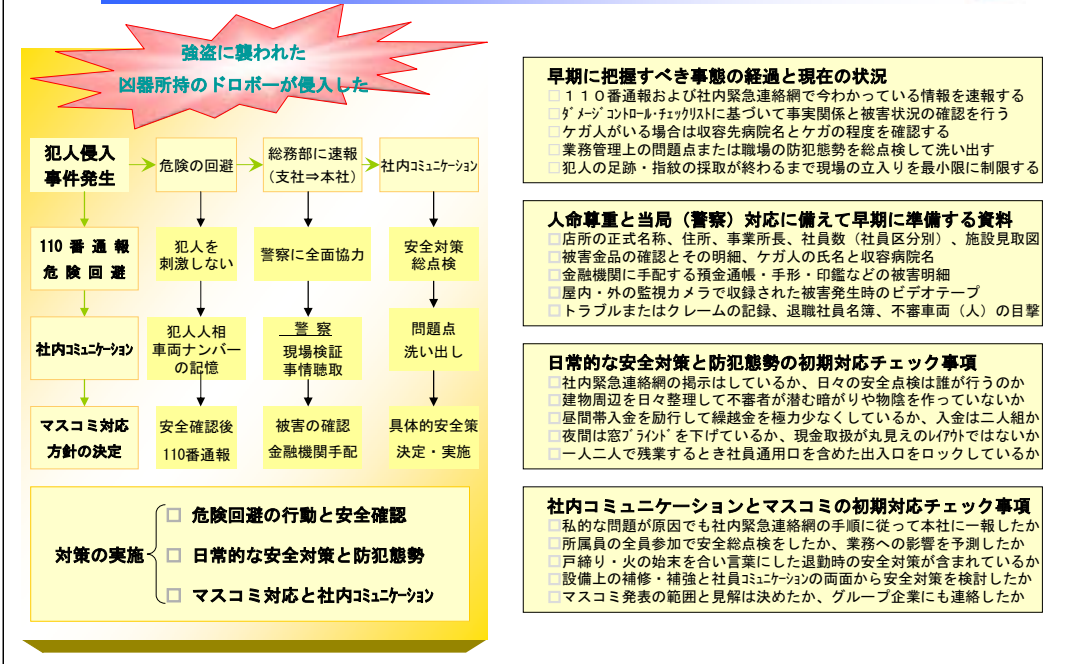 強盗に襲われた
凶器所持のドロボーが侵入した
犯人侵入
事件発生
危険の回避
総務部に速報
（支社⇒本社）
社内ｺﾐｭﾆｹｰｼｮﾝ
110 番 通 報
危 険 回 避
犯人を
刺激しない
警察に全面協力
安全対策
総点検
社内ｺﾐｭﾆｹｰｼｮﾝ
犯人人相
車両ナンバー
の記憶
警 察
現場検証
事情聴取
問題点
洗い出し
マスコミ対応
方針の決定
安全確認後
110番通報
被害の確認
金融機関手配
具体的安全策
決定・実施
対策の実施
□ 危険回避の行動と安全確認
□ 日常的な安全対策と防犯態勢
□ マスコミ対応と社内ｺﾐｭﾆｹｰｼｮﾝ
早期に把握すべき事態の経過と現在の状況
□１１０番通報および社内緊急連絡網で今わかっている情報を速報する
□ﾀﾞﾒｰｼﾞｺﾝﾄﾛｰﾙ・ﾁｪｯｸﾘｽﾄに基づいて事実関係と被害状況の確認を行う
□ケガ人がいる場合は収容先病院名とケガの程度を確認する
□業務管理上の問題点または職場の防犯態勢を総点検して洗い出す
□犯人の足跡・指紋の採取が終わるまで現場の立入りを最小限に制限する
人命尊重と当局（警察）対応に備えて早期に準備する資料
□店所の正式名称、住所、事業所長、社員数（社員区分別）、施設見取図
□被害金品の確認とその明細、ケガ人の氏名と収容病院名
□金融機関に手配する預金通帳・手形・印鑑などの被害明細
□屋内・外の監視カメラで収録された被害発生時のビデオテープ
□トラブルまたはクレームの記録、退職社員名簿、不審車両（人）の目撃
日常的な安全対策と防犯態勢の初期対応チェック事項
□社内緊急連絡網の掲示はしているか、日々の安全点検は誰が行うのか
□建物周辺を日々整理して不審者が潜む暗がりや物陰を作っていないか
□昼間帯入金を励行して繰越金を極力少なくしているか、入金は二人組か
□夜間は窓ﾌﾞﾗｲﾝﾄﾞを下げているか、現金取扱が丸見えのﾚｲｱｳﾄではないか
□一人二人で残業するとき社員通用口を含めた出入口をロックしているか
社内コミュニケーションとマスコミの初期対応チェック事項
□私的な問題が原因でも社内緊急連絡網の手順に従って本社に一報したか
□所属員の全員参加で安全総点検をしたか、業務への影響を予測したか
□戸締り・火の始末を合い言葉にした退勤時の安全対策が含まれているか
□設備上の補修・補強と社員ｺﾐｭﾆｹｰｼｮﾝの両面から安全対策を検討したか
□マスコミ発表の範囲と見解は決めたか、グループ企業にも連絡したか